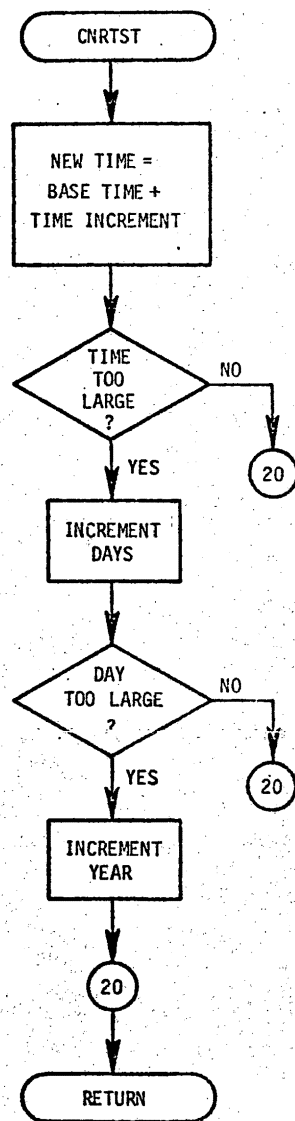 CNRTST
NEW TIME =
BASE TIME +
TIME INCREMENT
TIME
TOO
LARGE
?
NO
20
YES
INCREMENT
DAYS
DAY
TOO LARGE
?
NO
20
YES
INCREMENT
YEAR
20
RETURN